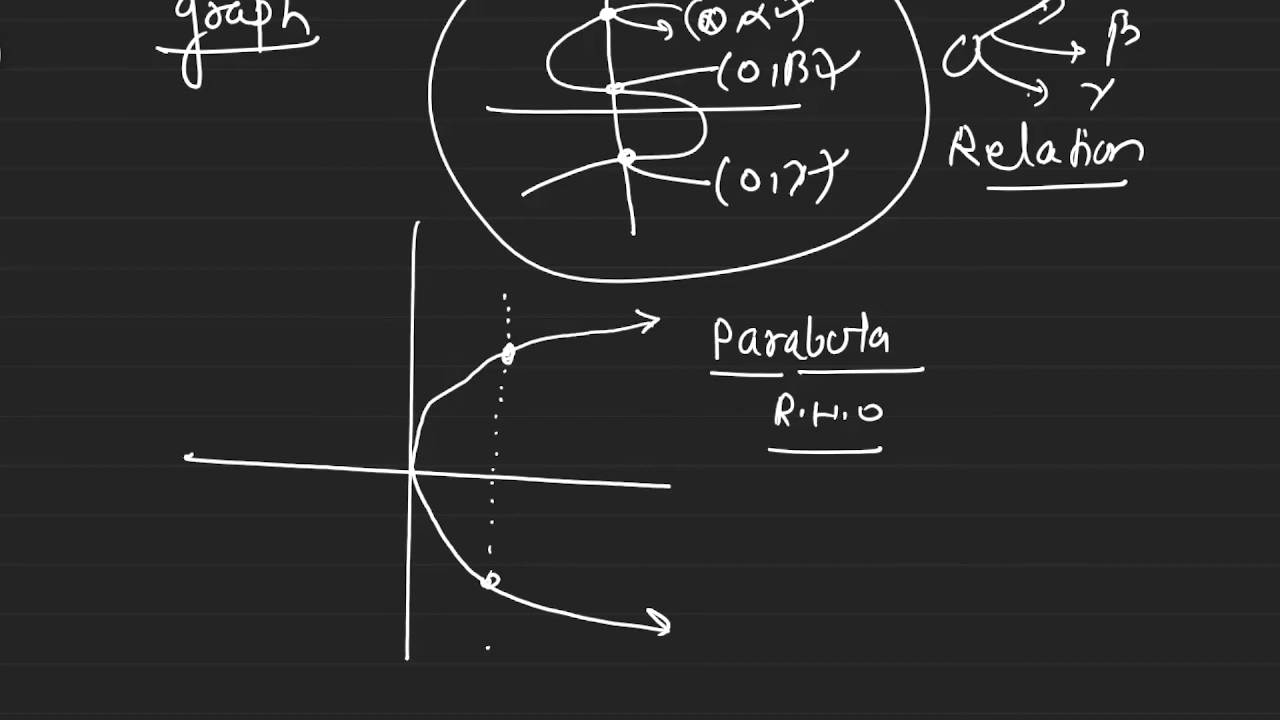 graph
(0,α)
(0,β)
(0,γ)
β
γ
Relation
Parabola
R.H.O